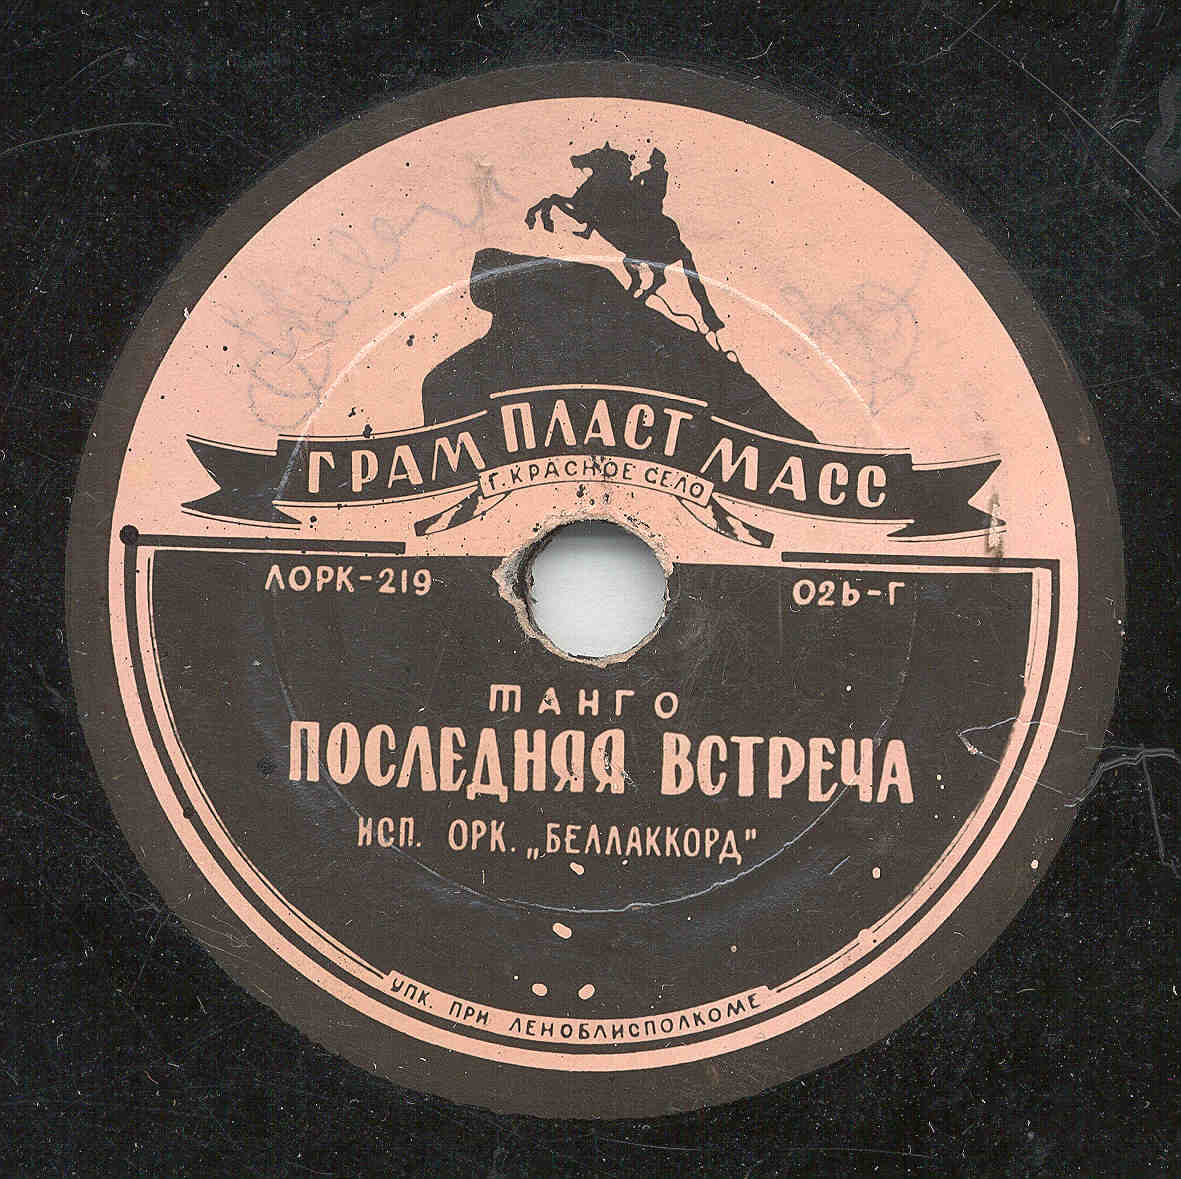 ГРАМ ПЛАСТ МАСС
Г. КРАСНОЕ СЕЛО
ЛОРК-219
02Ь-Г
ТАНГО
ПОСЛЕДНЯЯ ВСТРЕЧА
ИСП. ОРК. „БЕЛЛАККОРД"
УПК. ПРИ ЛЕНОБЛИСПОЛКОМЕ